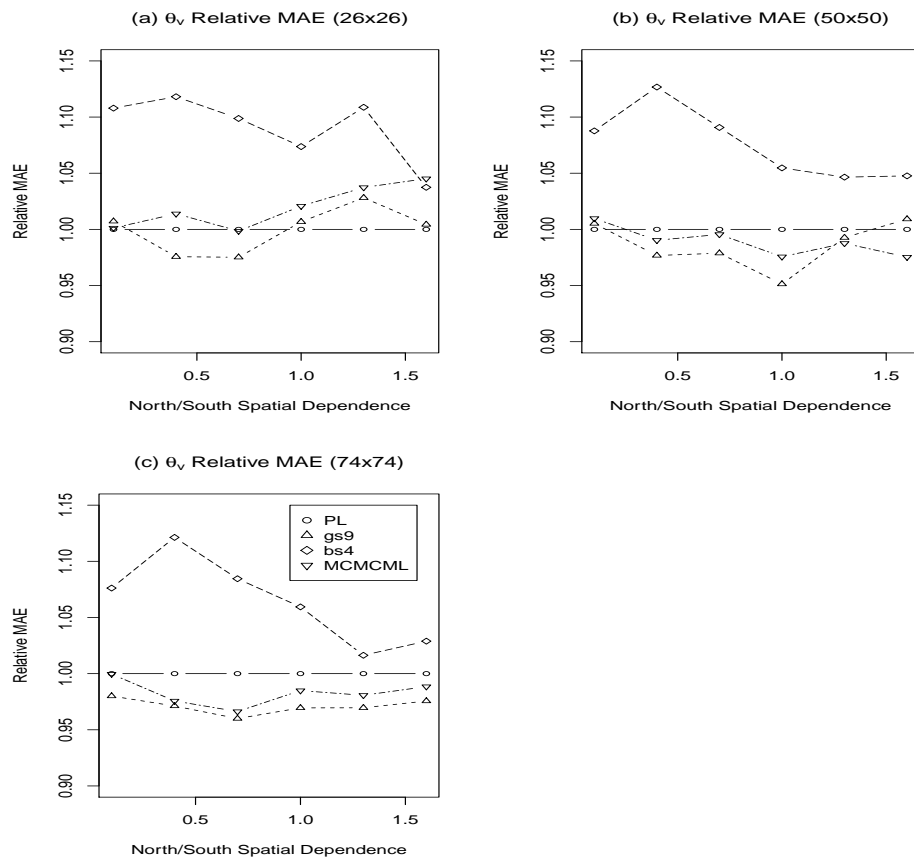 (a) θv Relative MAE (26x26)
Relative MAE
1.15
1.10
1.05
1.00
0.95
0.90
0.5
1.0
1.5
North/South Spatial Dependence
(b) θv Relative MAE (50x50)
Relative MAE
1.15
1.10
1.05
1.00
0.95
0.90
0.5
1.0
1.5
North/South Spatial Dependence
(c) θv Relative MAE (74x74)
Relative MAE
1.15
1.10
1.05
1.00
0.95
0.90
PL
gs9
bs4
MCMCML
0.5
1.0
1.5
North/South Spatial Dependence